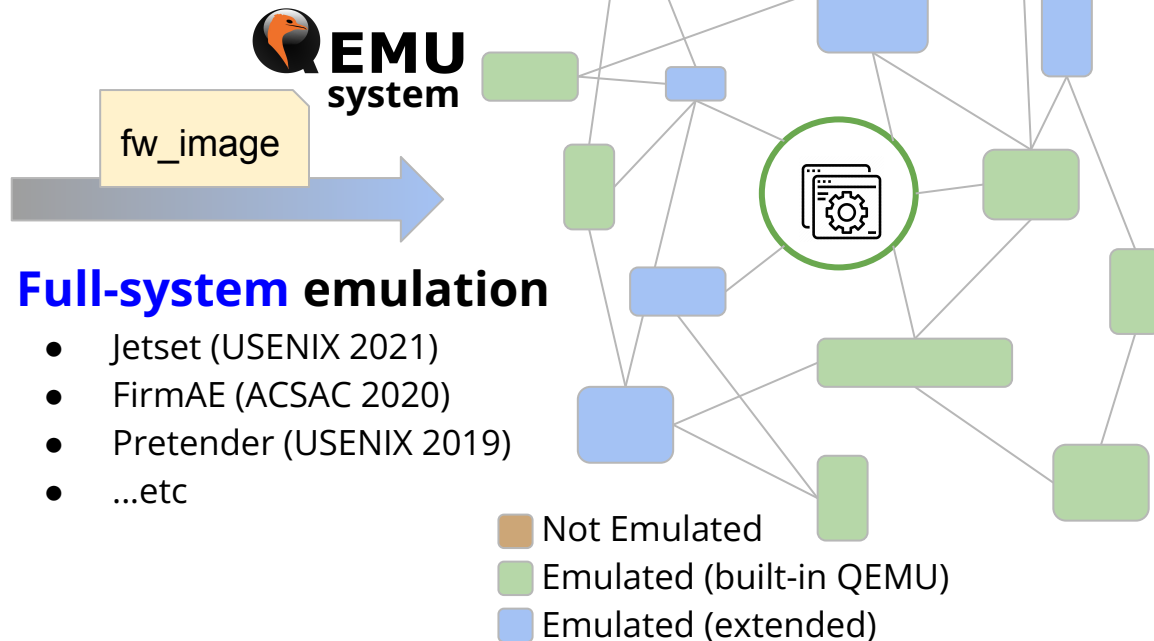 QEMU
system
fw_image
Full-system emulation
● Jetset (USENIX 2021)
● FirmAE (ACSAC 2020)
● Pretender (USENIX 2019)
● ...etc
Not Emulated
Emulated (built-in QEMU)
Emulated (extended)